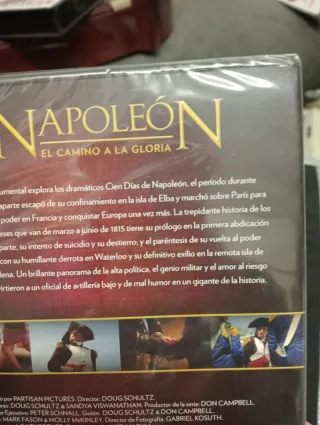 NAPOLEÓN
EL CAMINO A LA GLORIA
umental explora los dramáticos Cien Días de Napoleón, el período durante
aparte escapó de su confinamiento en la isla de Elba y marchó sobre París para
poder en Francia y conquistar Europa una vez más. La trepidante historia de los
eses que van de marzo a junio de 1815 tiene su prólogo en la primera abdicación
parte, su intento de suicidio y su destierro; y el paréntesis de su vuelta al poder
con su humillante derrota en Waterloo y su definitivo exilio en la remota isla de
lena. Un brillante panorama de la alta política, el genio militar y el amor al riesgo
virtieron a un oficial de artillería bajo y de mal humor en un gigante de la historia.
o por PARTISAN PICTURES. Director: DOUG SCHULTZ.
ores: DOUG SCHULTZ & SANDYA VISWANATHAN. Productor de la serie: DON CAMPBELL.
or Ejecutivo: PETER SCHNALL. Guión: DOUG SCHULTZ & DON CAMPBELL.
: MARK FASON & MOLLY McKINLEY. Director de Fotografía: GABRIEL KOSUTH.